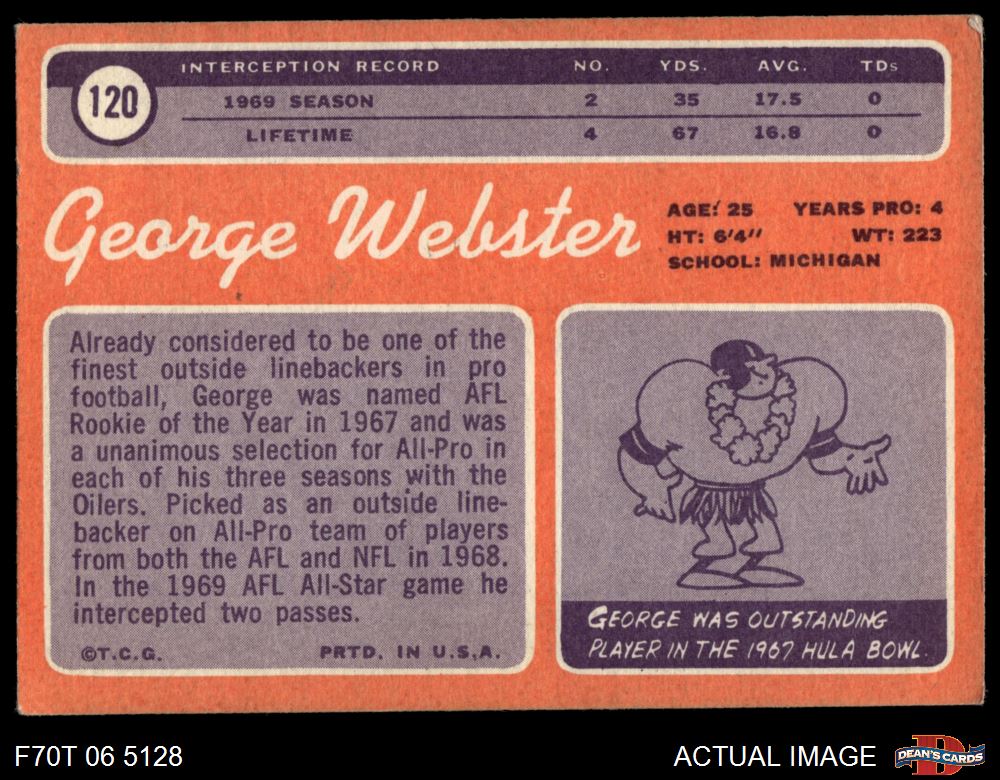 120
INTERCEPTION RECORD NO. YDS. AVG. TDs
1969 SEASON 2 35 17.5 0
LIFETIME 4 67 16.8 0
George Webster
AGE: 25 YEARS PRO: 4
HT: 6'4" WT: 223
SCHOOL: MICHIGAN
Already considered to be one of the
finest outside linebackers in pro
football, George was named AFL
Rookie of the Year in 1967 and was
a unanimous selection for All-Pro in
each of his three seasons with the
Oilers. Picked as an outside line-
backer on All-Pro team of players
from both the AFL and NFL in 1968.
In the 1969 AFL All-Star game he
intercepted two passes.
©T.C.G. PRTD. IN U.S.A.
GEORGE WAS OUTSTANDING
PLAYER IN THE 1967 HULA BOWL.
F70T 06 5128
ACTUAL IMAGE
D
DEAN'S CARDS